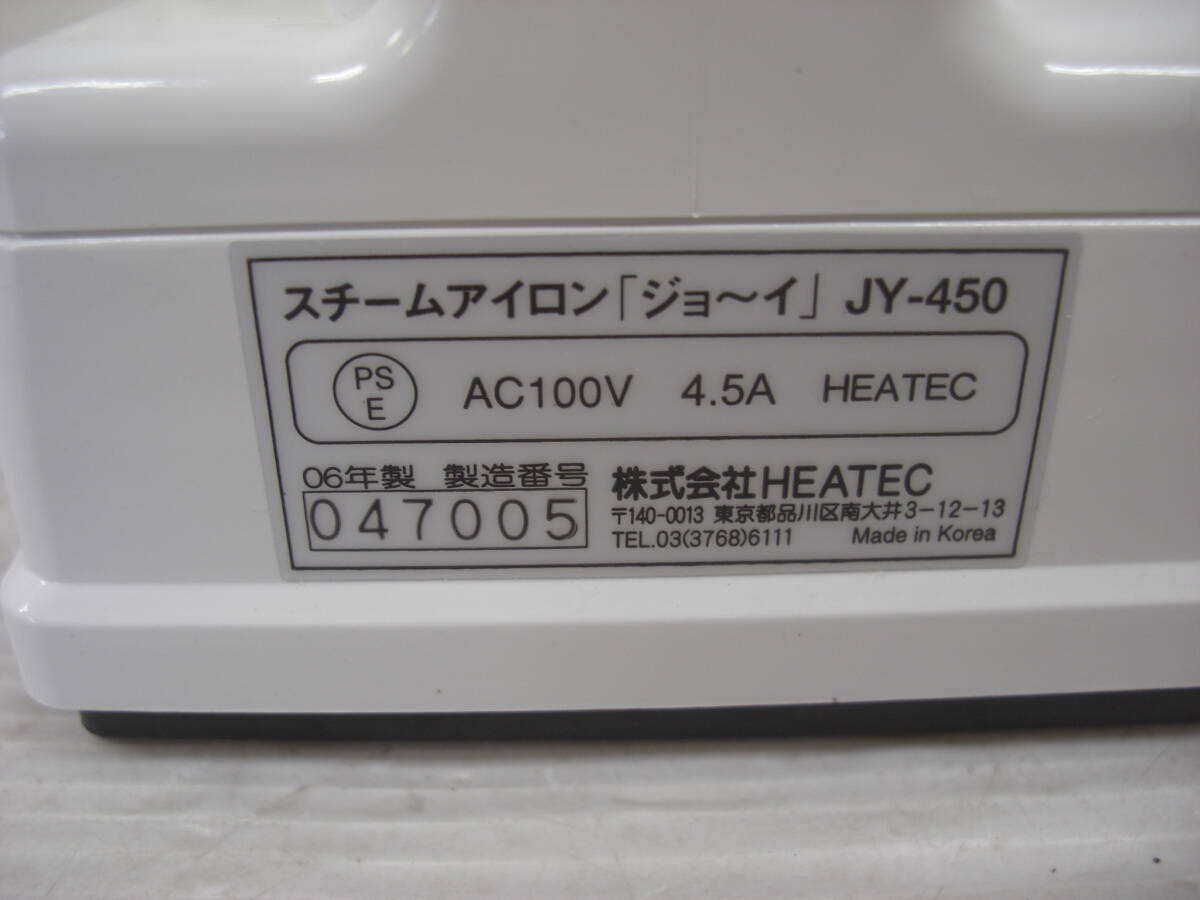 スチームアイロン「ジョ～イ」 JY-450
PS
E
AC100V 4.5A HEATEC
06年製 製造番号
047005
株式会社HEATEC
〒140-0013 東京都品川区南大井3-12-13
TEL.03(3768)6111 Made in Korea